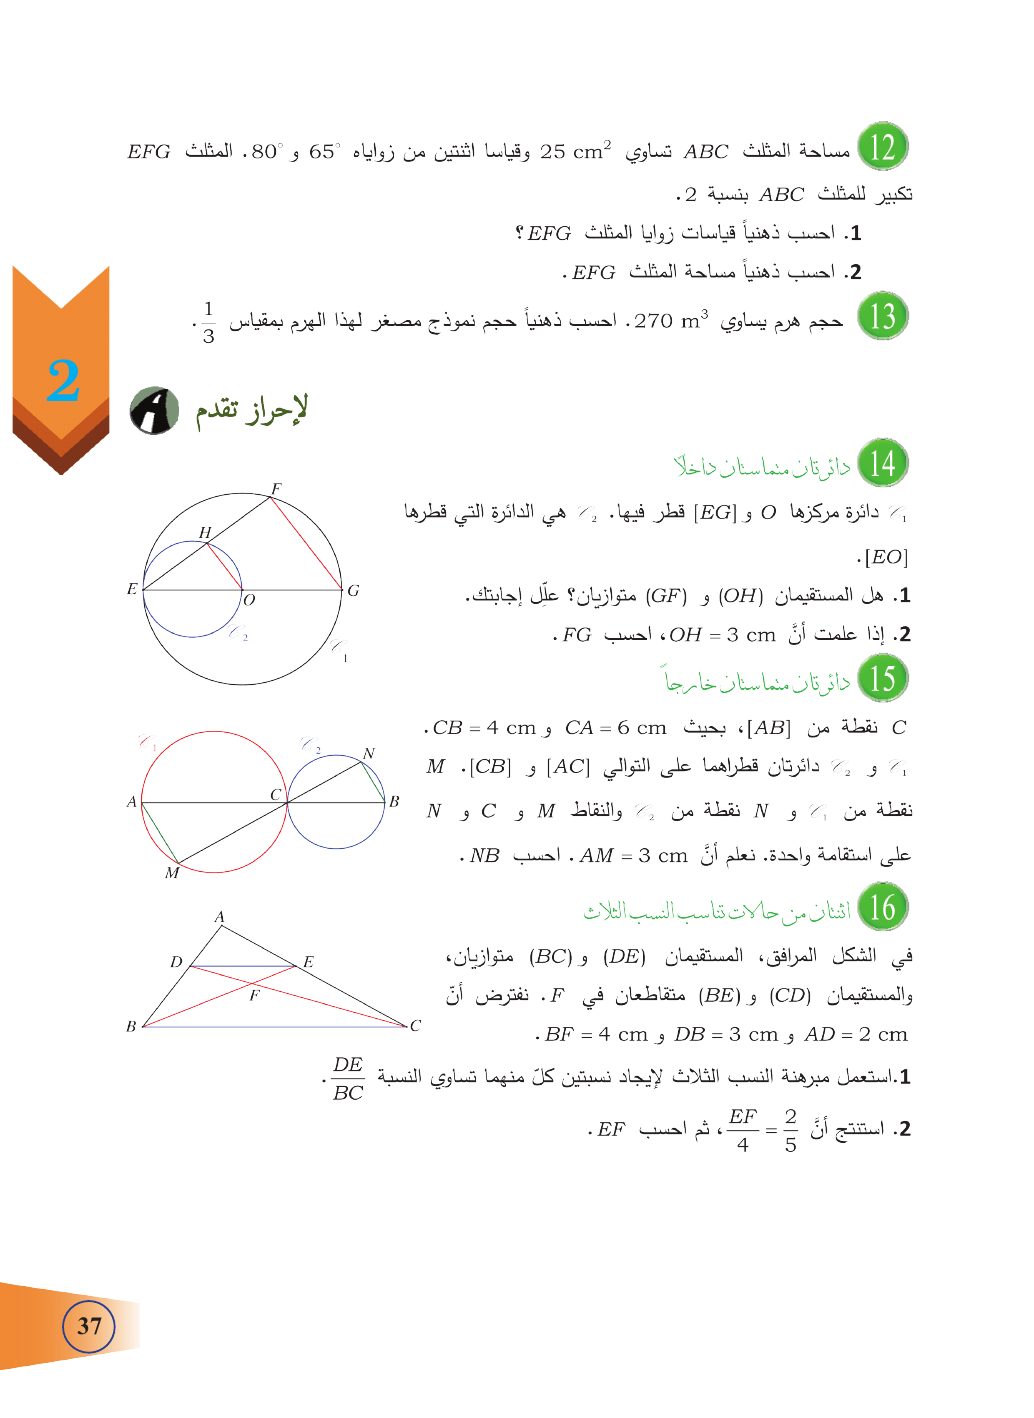 12 مساحة المثلث ABC تساوي 25 cm² وقياسا اثنتين من زواياه 65° و 80°. المثلث EFG
تكبير للمثلث ABC بنسبة 2.
1. احسب ذهنياً قياسات زوايا المثلث EFG؟
2. احسب ذهنياً مساحة المثلث EFG.
13 حجم هرم يساوي 270 m³. احسب ذهنياً حجم نموذج مصغر لهذا الهرم بمقياس 1/3.
2
لإحراز تقدم
14 دائرتان متماستان داخلاً
𝒞₁ دائرة مركزها O و [EG] قطر فيها. 𝒞₂ هي الدائرة التي قطرها
[EO].
1. هل المستقيمان (OH) و (GF) متوازيان؟ علّل إجابتك.
2. إذا علمت أنَّ OH = 3 cm، احسب FG.
F
H
E
O
G
𝒞₂
𝒞₁
15 دائرتان متماستان خارجاً
C نقطة من [AB]، بحيث CA = 6 cm و CB = 4 cm.
𝒞₁ و 𝒞₂ دائرتان قطراهما على التوالي [AC] و [CB]. M
نقطة من 𝒞₁ و N نقطة من 𝒞₂ والنقاط M و C و N
على استقامة واحدة. نعلم أنَّ AM = 3 cm. احسب NB.
𝒞₁
𝒞₂
N
A
C
B
M
16 اثنتان من حالات تناسب النسب الثلاث
في الشكل المرافق، المستقيمان (DE) و (BC) متوازيان،
والمستقيمان (CD) و (BE) متقاطعان في F. نفترض أنّ
AD = 2 cm و DB = 3 cm و BF = 4 cm.
1.استعمل مبرهنة النسب الثلاث لإيجاد نسبتين كلّ منهما تساوي النسبة DE/BC.
2. استنتج أنَّ EF/4 = 2/5، ثم احسب EF.
A
D
E
F
B
C
37